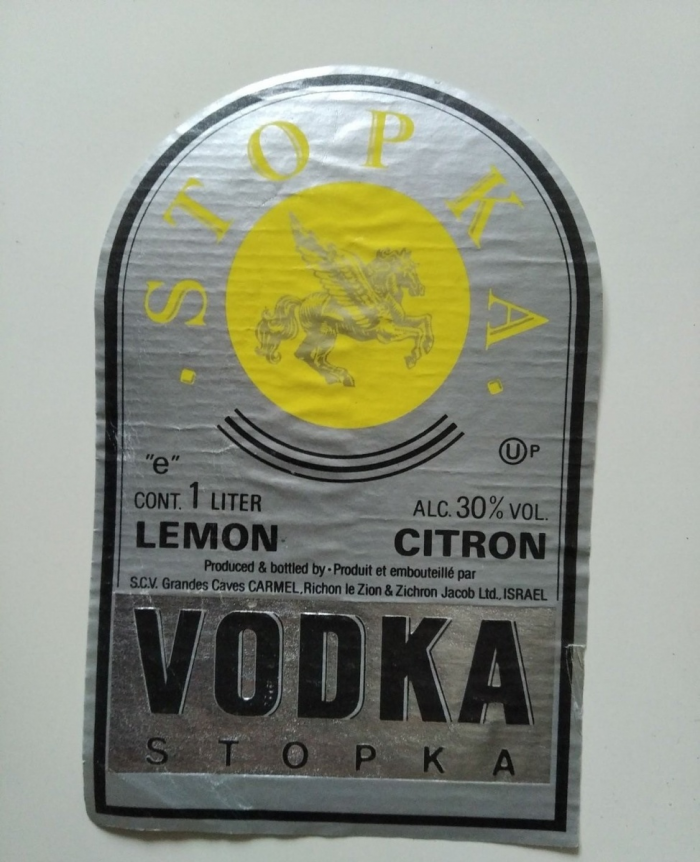 STOPKA
"e"
Ⓤ P
CONT. 1 LITER
ALC. 30% VOL.
LEMON
CITRON
Produced & bottled by • Produit et embouteillé par
S.C.V. Grandes Caves CARMEL, Richon le Zion & Zichron Jacob Ltd., ISRAEL
VODKA
STOPKA